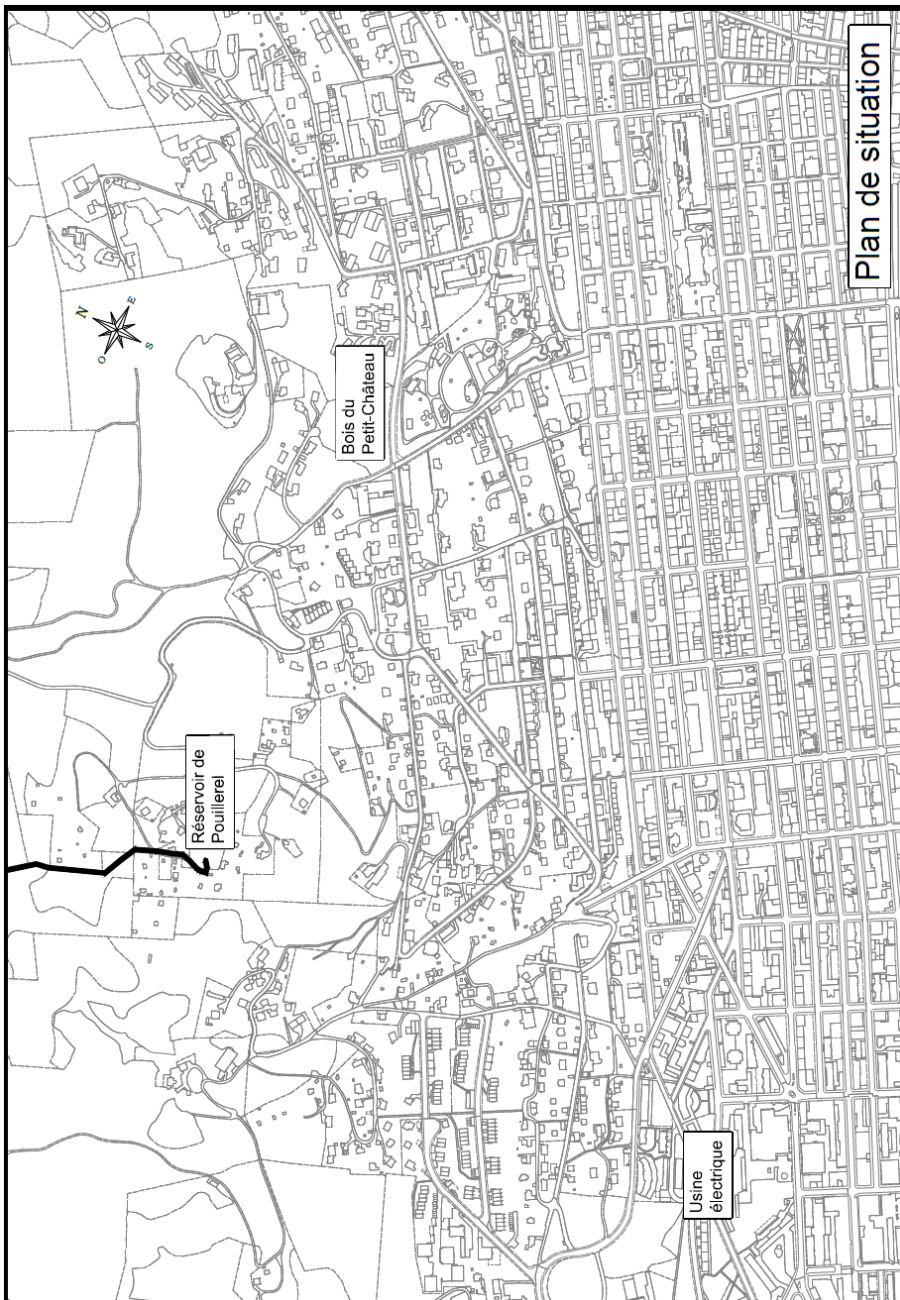 Plan de situation
N
E
O
S
Bois du
Petit-Château
Réservoir de
Pouillerel
Usine
électrique